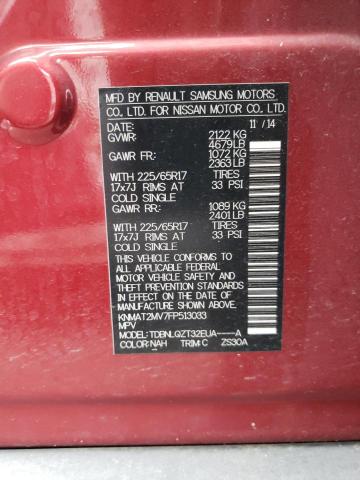 MFD BY RENAULT SAMSUNG MOTORS
CO., LTD. FOR NISSAN MOTOR CO., LTD.
DATE: 11 / 14
GVWR: 2122 KG
4679 LB
GAWR FR: 1072 KG
2363 LB
WITH 225/65R17 TIRES
17x7J RIMS AT 33 PSI
COLD SINGLE
GAWR RR: 1089 KG
2401 LB
WITH 225/65R17 TIRES
17x7J RIMS AT 33 PSI
COLD SINGLE
THIS VEHICLE CONFORMS TO
ALL APPLICABLE FEDERAL MOTOR
VEHICLE SAFETY, BUMPER, AND
THEFT PREVENTION STANDARDS
IN EFFECT ON THE DATE OF
MANUFACTURE SHOWN ABOVE.
KNMAT2MV7FP513033
MPV
MODEL: TDBNLQZT32EUA----A
COLOR: NAH TRIM: C ZS30A